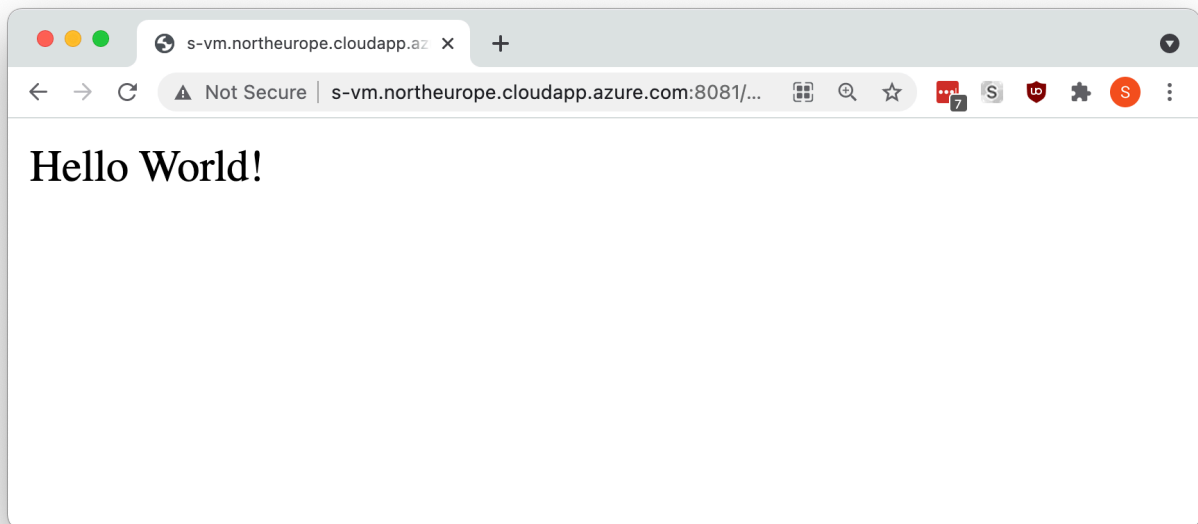 s-vm.northeurope.cloudapp.az
Not Secure s-vm.northeurope.cloudapp.azure.com:8081/...
7
S
S
Hello World!